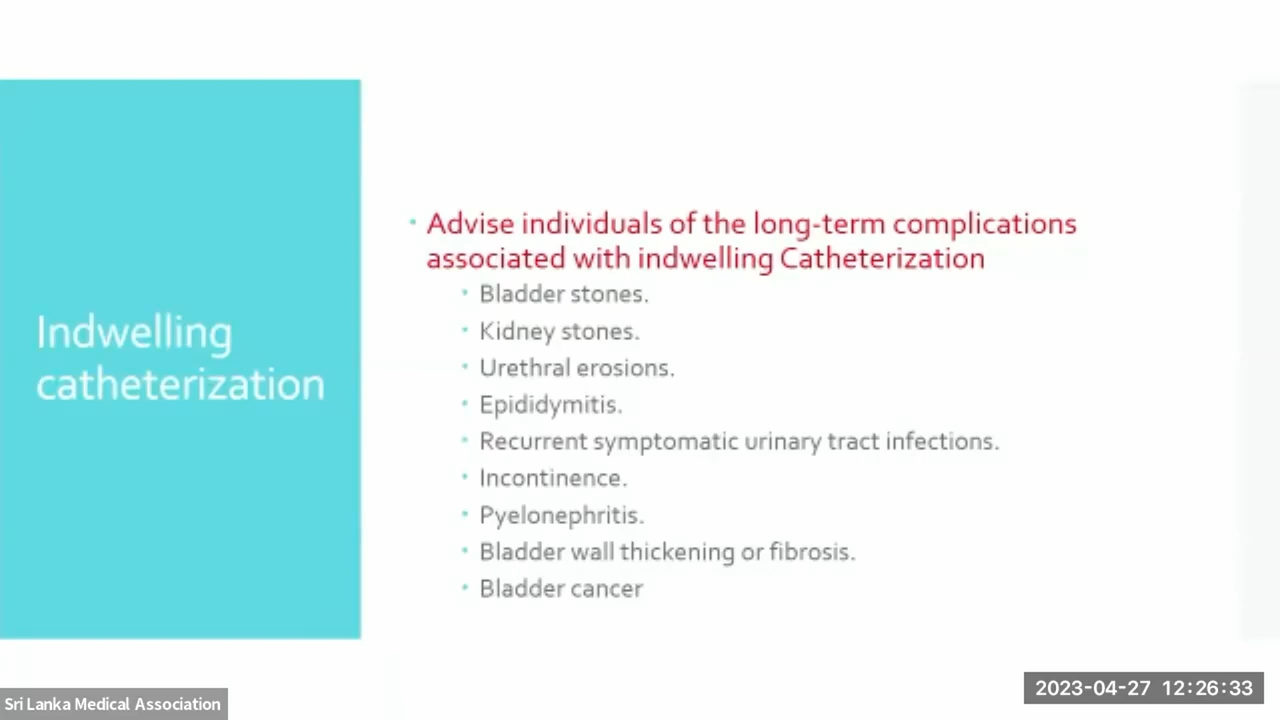 Indwelling
catheterization
Advise individuals of the long-term complications
associated with indwelling Catheterization
Bladder stones.
Kidney stones.
Urethral erosions.
Epididymitis.
Recurrent symptomatic urinary tract infections.
Incontinence.
Pyelonephritis.
Bladder wall thickening or fibrosis.
Bladder cancer
Sri Lanka Medical Association
2023-04-27 12:26:33